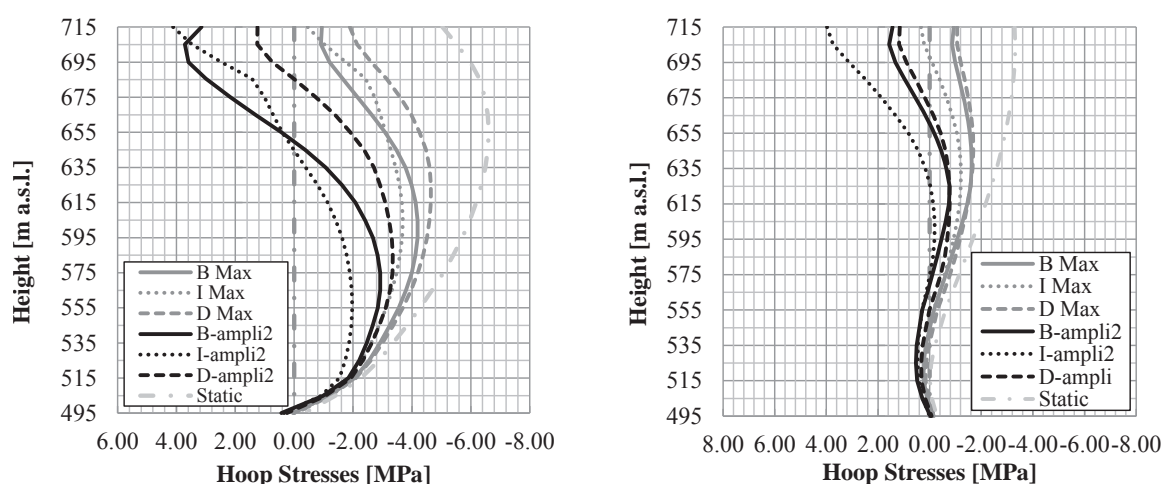 715
695
675
655
635
615
595
575
555
535
515
495
Height [m a.s.l.]
B Max
I Max
D Max
B-ampli2
I-ampli2
D-ampli2
Static
6.00 4.00 2.00 0.00 -2.00 -4.00 -6.00 -8.00
Hoop Stresses [MPa]
715
695
675
655
635
615
595
575
555
535
515
495
Height [m a.s.l.]
B Max
I Max
D Max
B-ampli2
I-ampli2
D-ampli
Static
8.00 6.00 4.00 2.00 0.00 -2.00 -4.00 -6.00 -8.00
Hoop Stresses [MPa]